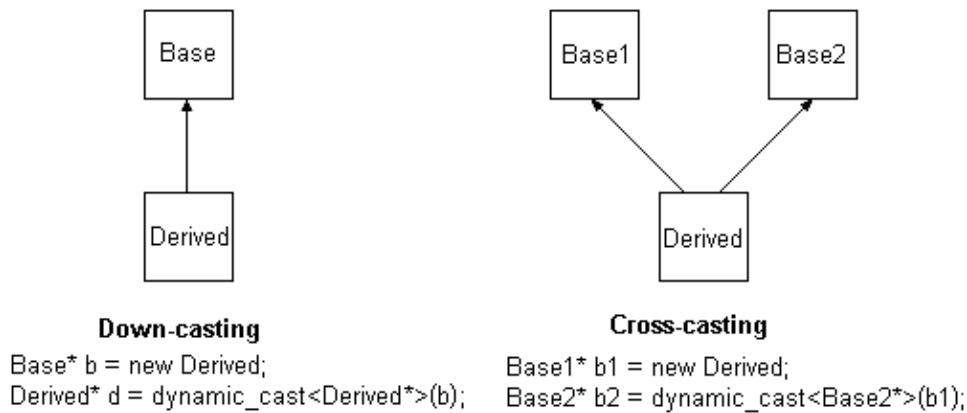 Base
Derived
Down-casting
Base* b = new Derived;
Derived* d = dynamic_cast<Derived*>(b);
Base1
Base2
Derived
Cross-casting
Base1* b1 = new Derived;
Base2* b2 = dynamic_cast<Base2*>(b1);